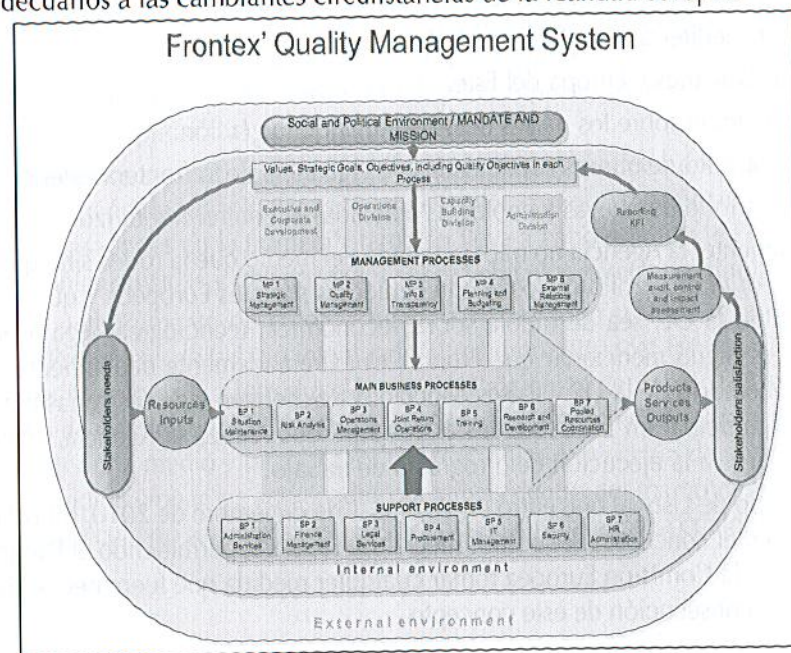 decuarlos a las cambiantes circunstancias de la
Frontex' Quality Management System
Social and Political Environment / MANDATE AND
MISSION
Values, Strategic Goals, Objectives, including Quality Objectives in each
Process
Executive and
Corporate
Development
Operations
Division
Capacity
Building
Division
Administration
Division
Reporting
KPI
MANAGEMENT PROCESSES
MP 1
Strategic
Management
MP 2
Quality
Management
MP 3
Info &
Transparency
MP 4
Planning and
Budgeting
MP 5
External
Relations
Management
Measurement
audit, control
and impact
assessment
Stakeholders needs
Resources
Inputs
MAIN BUSINESS PROCESSES
BP 1
Situation
Maintenance
BP 2
Risk Analysis
BP 3
Operations
Management
BP 4
Joint Return
Operations
BP 5
Training
BP 6
Research and
Development
BP 7
Pooled
Resources
Coordination
Products
Services
Outputs
Stakeholders satisfaction
SUPPORT PROCESSES
SP 1
Administration
Services
SP 2
Finance
Management
SP 3
Legal
Services
SP 4
Procurement
SP 5
IT
Management
SP 6
Security
SP 7
HR
Administration
Internal environment
External environment